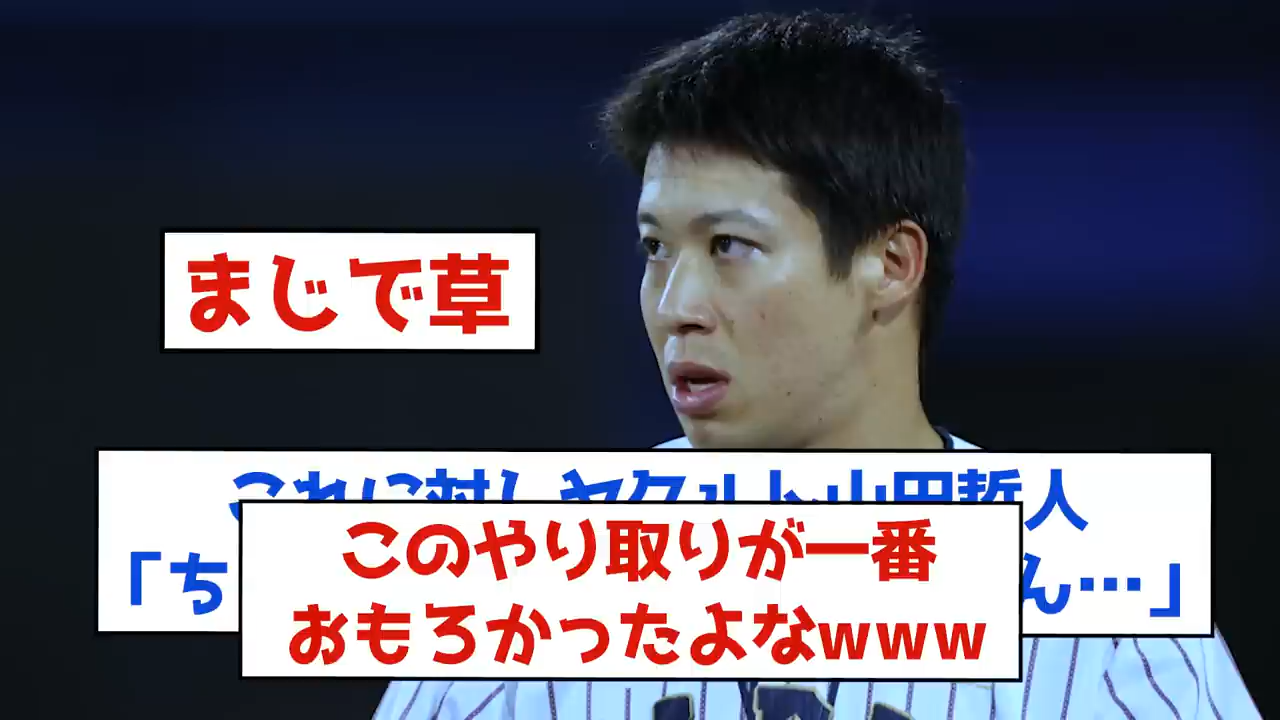 まじで草
これに対しヤクルト山田哲人
「ち
ん…」
このやり取りが一番
おもろかったよなwww